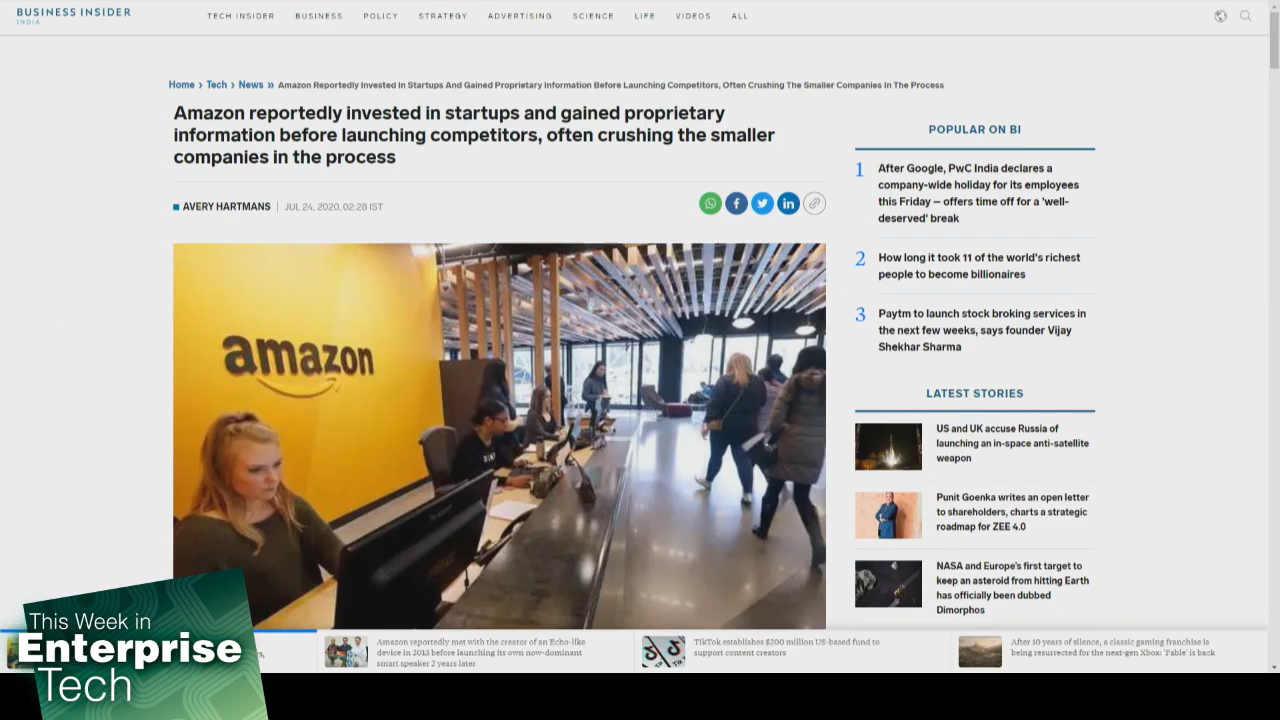 BUSINESS INSIDER
INDIA
TECH INSIDER BUSINESS POLICY STRATEGY ADVERTISING SCIENCE LIFE VIDEOS ALL
Home › Tech › News » Amazon Reportedly Invested In Startups And Gained Proprietary Information Before Launching Competitors, Often Crushing The Smaller Companies In The Process
Amazon reportedly invested in startups and gained proprietary
information before launching competitors, often crushing the smaller
companies in the process
AVERY HARTMANS | JUL 24, 2020, 02:28 IST
amazon
POPULAR ON BI
1 After Google, PwC India declares a
company-wide holiday for its employees
this Friday – offers time off for a 'well-
deserved' break
2 How long it took 11 of the world's richest
people to become billionaires
3 Paytm to launch stock broking services in
the next few weeks, says founder Vijay
Shekhar Sharma
LATEST STORIES
US and UK accuse Russia of
launching an in-space anti-satellite
weapon
Punit Goenka writes an open letter
to shareholders, charts a strategic
roadmap for ZEE 4.0
NASA and Europe's first target to
keep an asteroid from hitting Earth
has officially been dubbed
Dimorphos
Amazon reportedly met with the creator of an Echo-like
device in 2013 before launching its own now-dominant
smart speaker 2 years later
TikTok establishes $200 million US-based fund to
support content creators
After 10 years of silence, a classic gaming franchise is
being resurrected for the next-gen Xbox: 'Fable' is back
This Week in
Enterprise
Tech